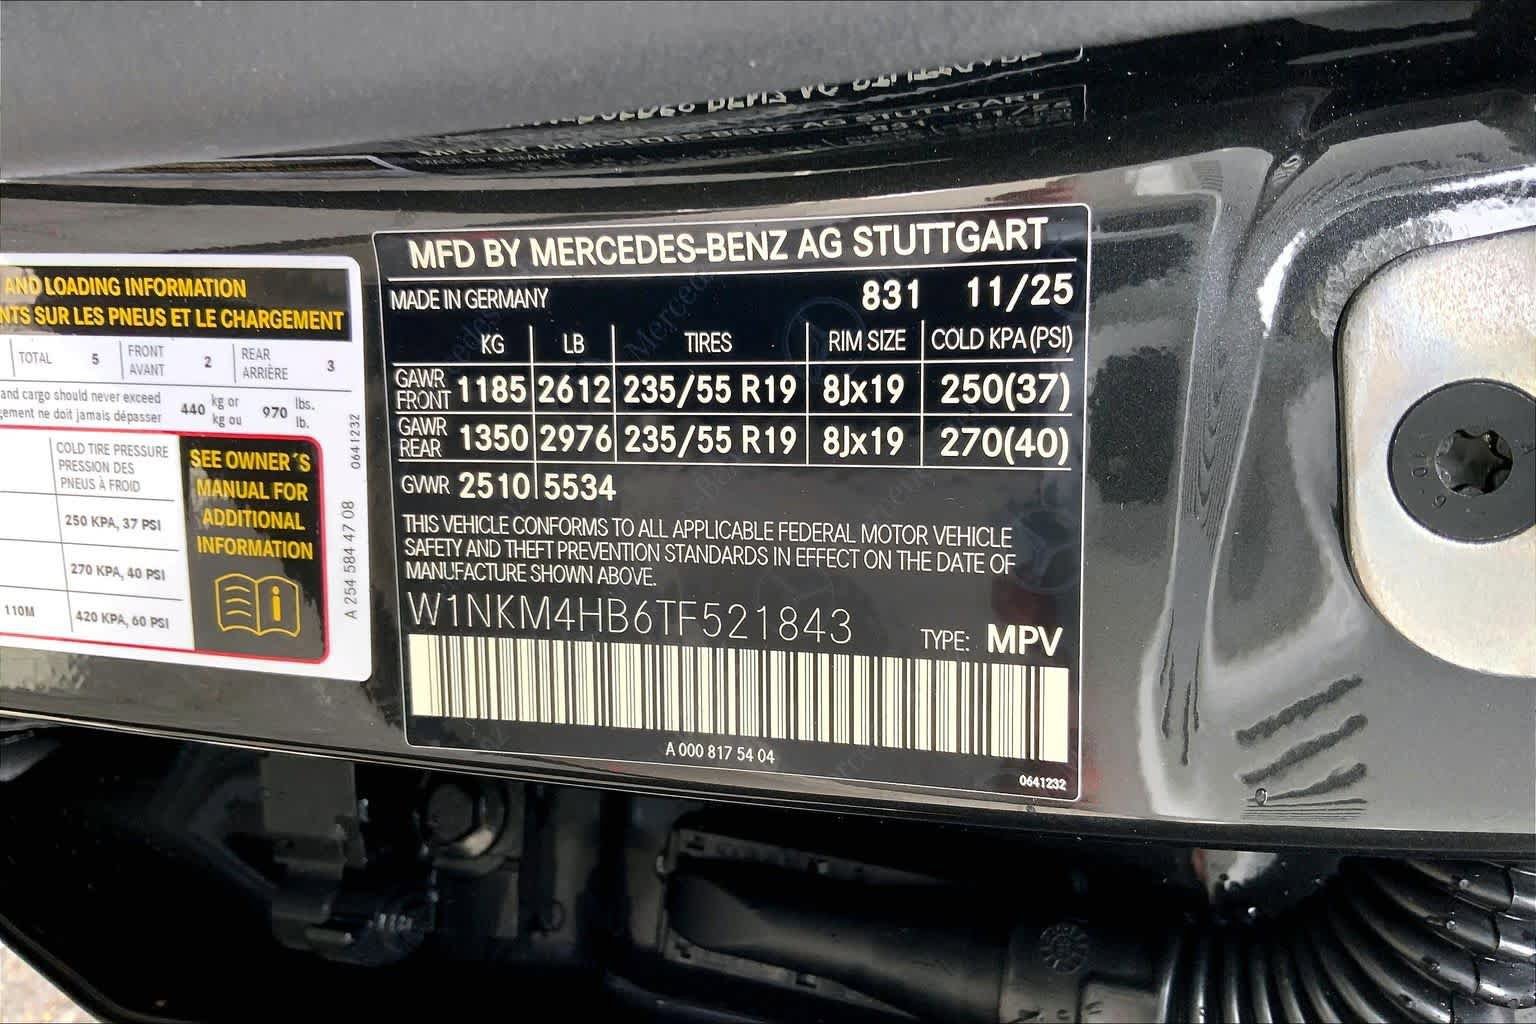 AND LOADING INFORMATION
NTS SUR LES PNEUS ET LE CHARGEMENT
TOTAL 5 FRONT AVANT 2 REAR ARRIÈRE 3
and cargo should never exceed
gement ne doit jamais dépasser
440 kg or kg ou 970 lbs. lb.
COLD TIRE PRESSURE
PRESSION DES
PNEUS À FROID
250 KPA, 37 PSI
270 KPA, 40 PSI
110M 420 KPA, 60 PSI
SEE OWNER´S
MANUAL FOR
ADDITIONAL
INFORMATION
0641232
A 254 584 47 08
MFD BY MERCEDES-BENZ AG STUTTGART
MADE IN GERMANY 831 11/25
KG LB TIRES RIM SIZE COLD KPA(PSI)
GAWR FRONT 1185 2612 235/55 R19 8Jx19 250(37)
GAWR REAR 1350 2976 235/55 R19 8Jx19 270(40)
GVWR 2510 5534
THIS VEHICLE CONFORMS TO ALL APPLICABLE FEDERAL MOTOR VEHICLE
SAFETY AND THEFT PREVENTION STANDARDS IN EFFECT ON THE DATE OF
MANUFACTURE SHOWN ABOVE.
W1NKM4HB6TF521843 TYPE: MPV
A 000 817 54 04
0641232
10.9